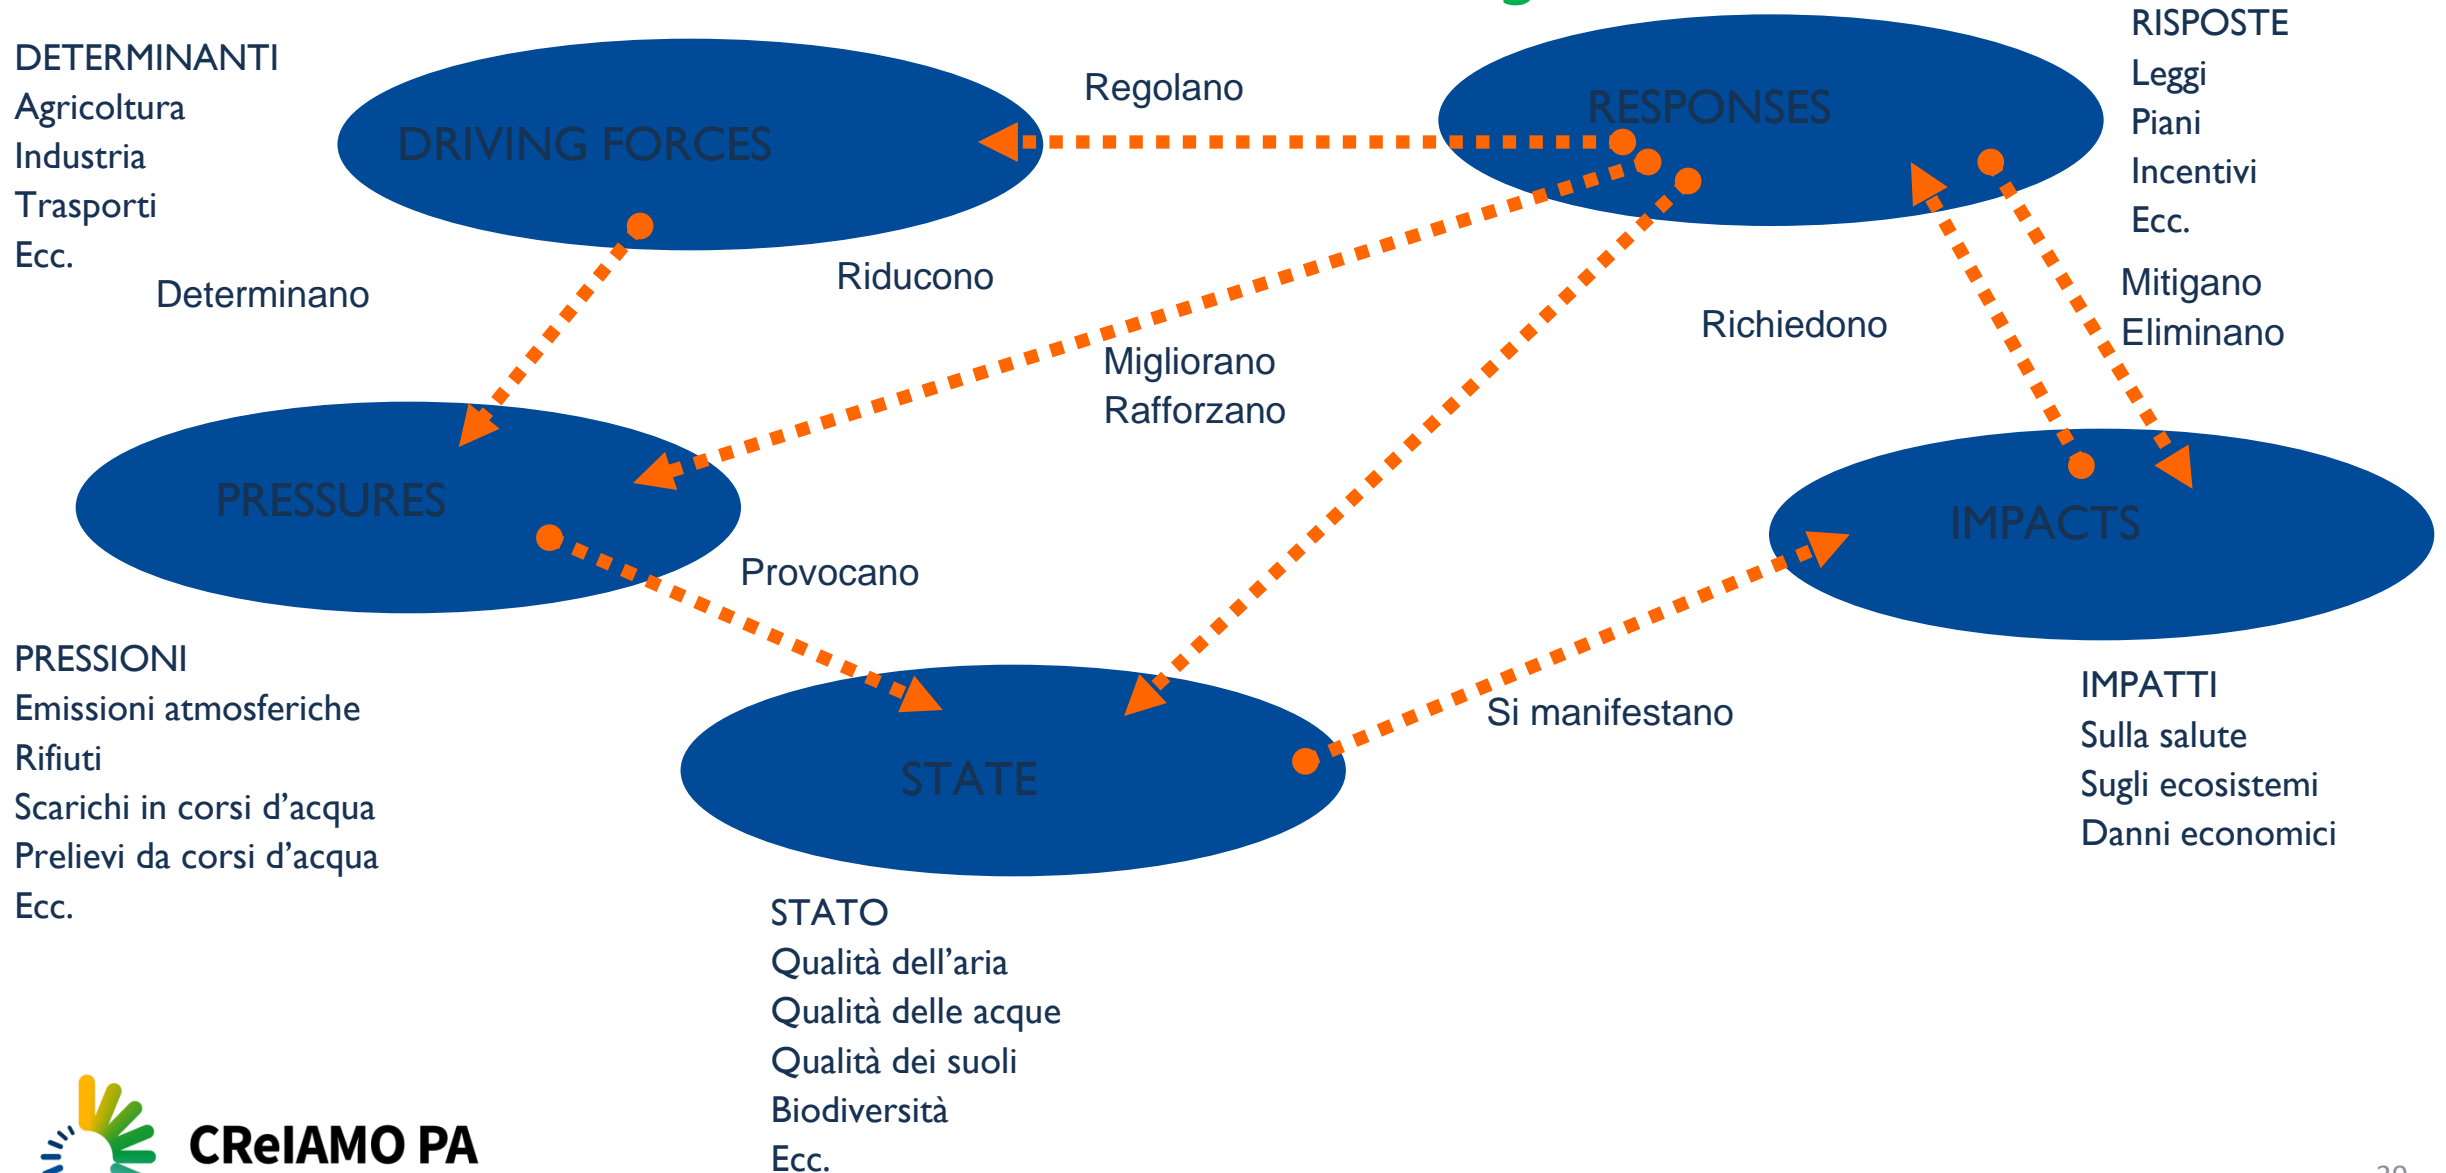 DETERMINANTI
Agricoltura
Industria
Trasporti
Ecc.
DRIVING FORCES
Regolano
RESPONSES
RISPOSTE
Leggi
Piani
Incentivi
Ecc.
Determinano
Riducono
Migliorano
Rafforzano
Richiedono
Mitigano
Eliminano
PRESSURES
Provocano
IMPACTS
PRESSIONI
Emissioni atmosferiche
Rifiuti
Scarichi in corsi d’acqua
Prelievi da corsi d’acqua
Ecc.
STATE
Si manifestano
IMPATTI
Sulla salute
Sugli ecosistemi
Danni economici
STATO
Qualità dell’aria
Qualità delle acque
Qualità dei suoli
Biodiversità
Ecc.
CReIAMO PA